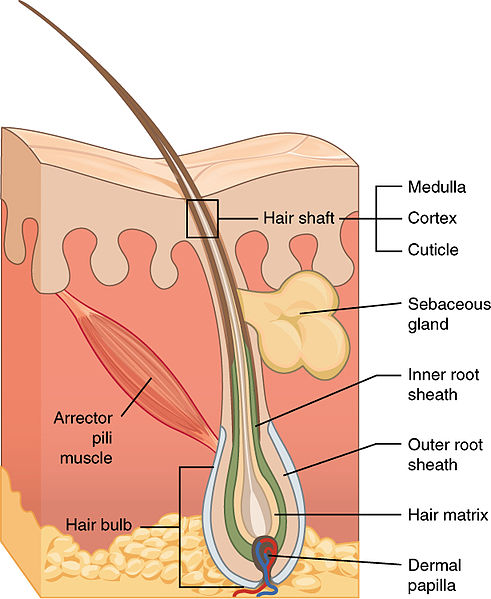 Medulla
Hair shaft
Cortex
Cuticle
Sebaceous
gland
Inner root
sheath
Arrector
pili
muscle
Outer root
sheath
Hair bulb
Hair matrix
Dermal
papilla